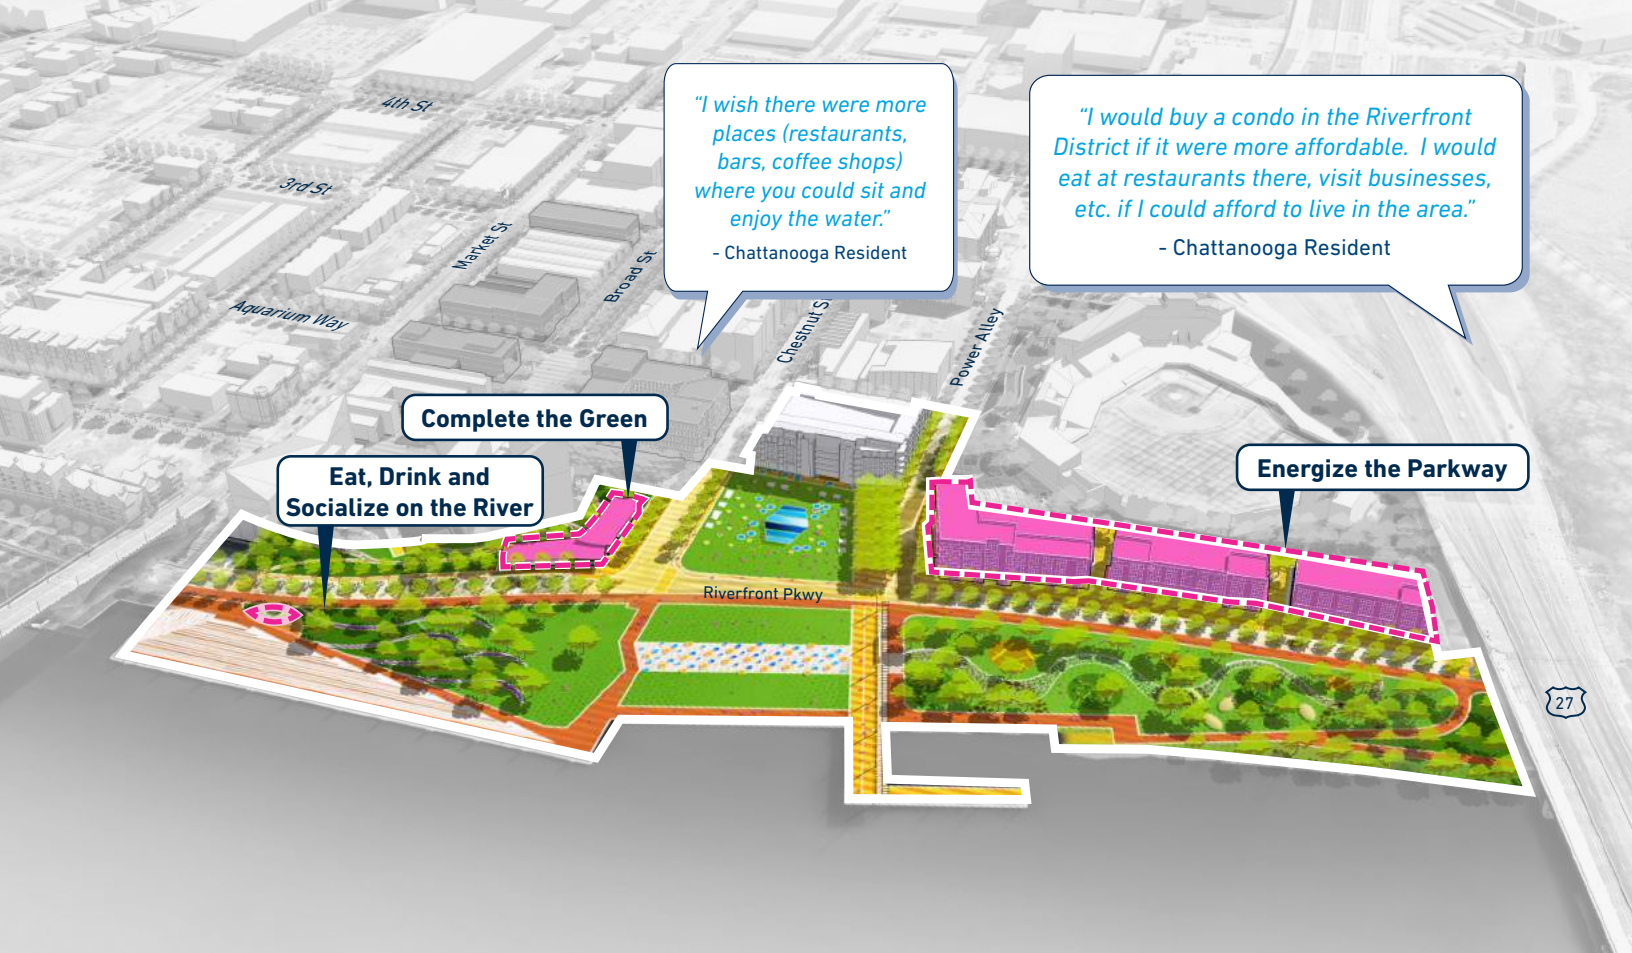 4th St
3rd St
Market St
Broad St
Aquarium Way
Chestnut St
Power Alley
“I wish there were more
places (restaurants,
bars, coffee shops)
where you could sit and
enjoy the water.”
- Chattanooga Resident
“I would buy a condo in the Riverfront
District if it were more affordable.  I would
eat at restaurants there, visit businesses,
etc. if I could afford to live in the area.”
- Chattanooga Resident
Complete the Green
Eat, Drink and
Socialize on the River
Energize the Parkway
Riverfront Pkwy
27